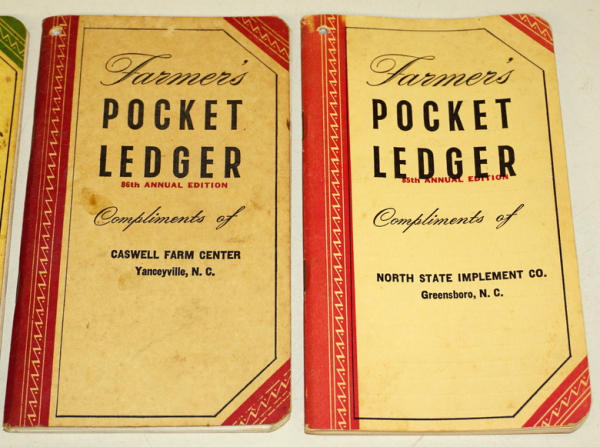 Farmer's
POCKET
LEDGER
86th ANNUAL EDITION
Compliments of
CASWELL FARM CENTER
Yanceyville, N. C.
Farmer's
POCKET
LEDGER
85th ANNUAL EDITION
Compliments of
NORTH STATE IMPLEMENT CO.
Greensboro, N. C.